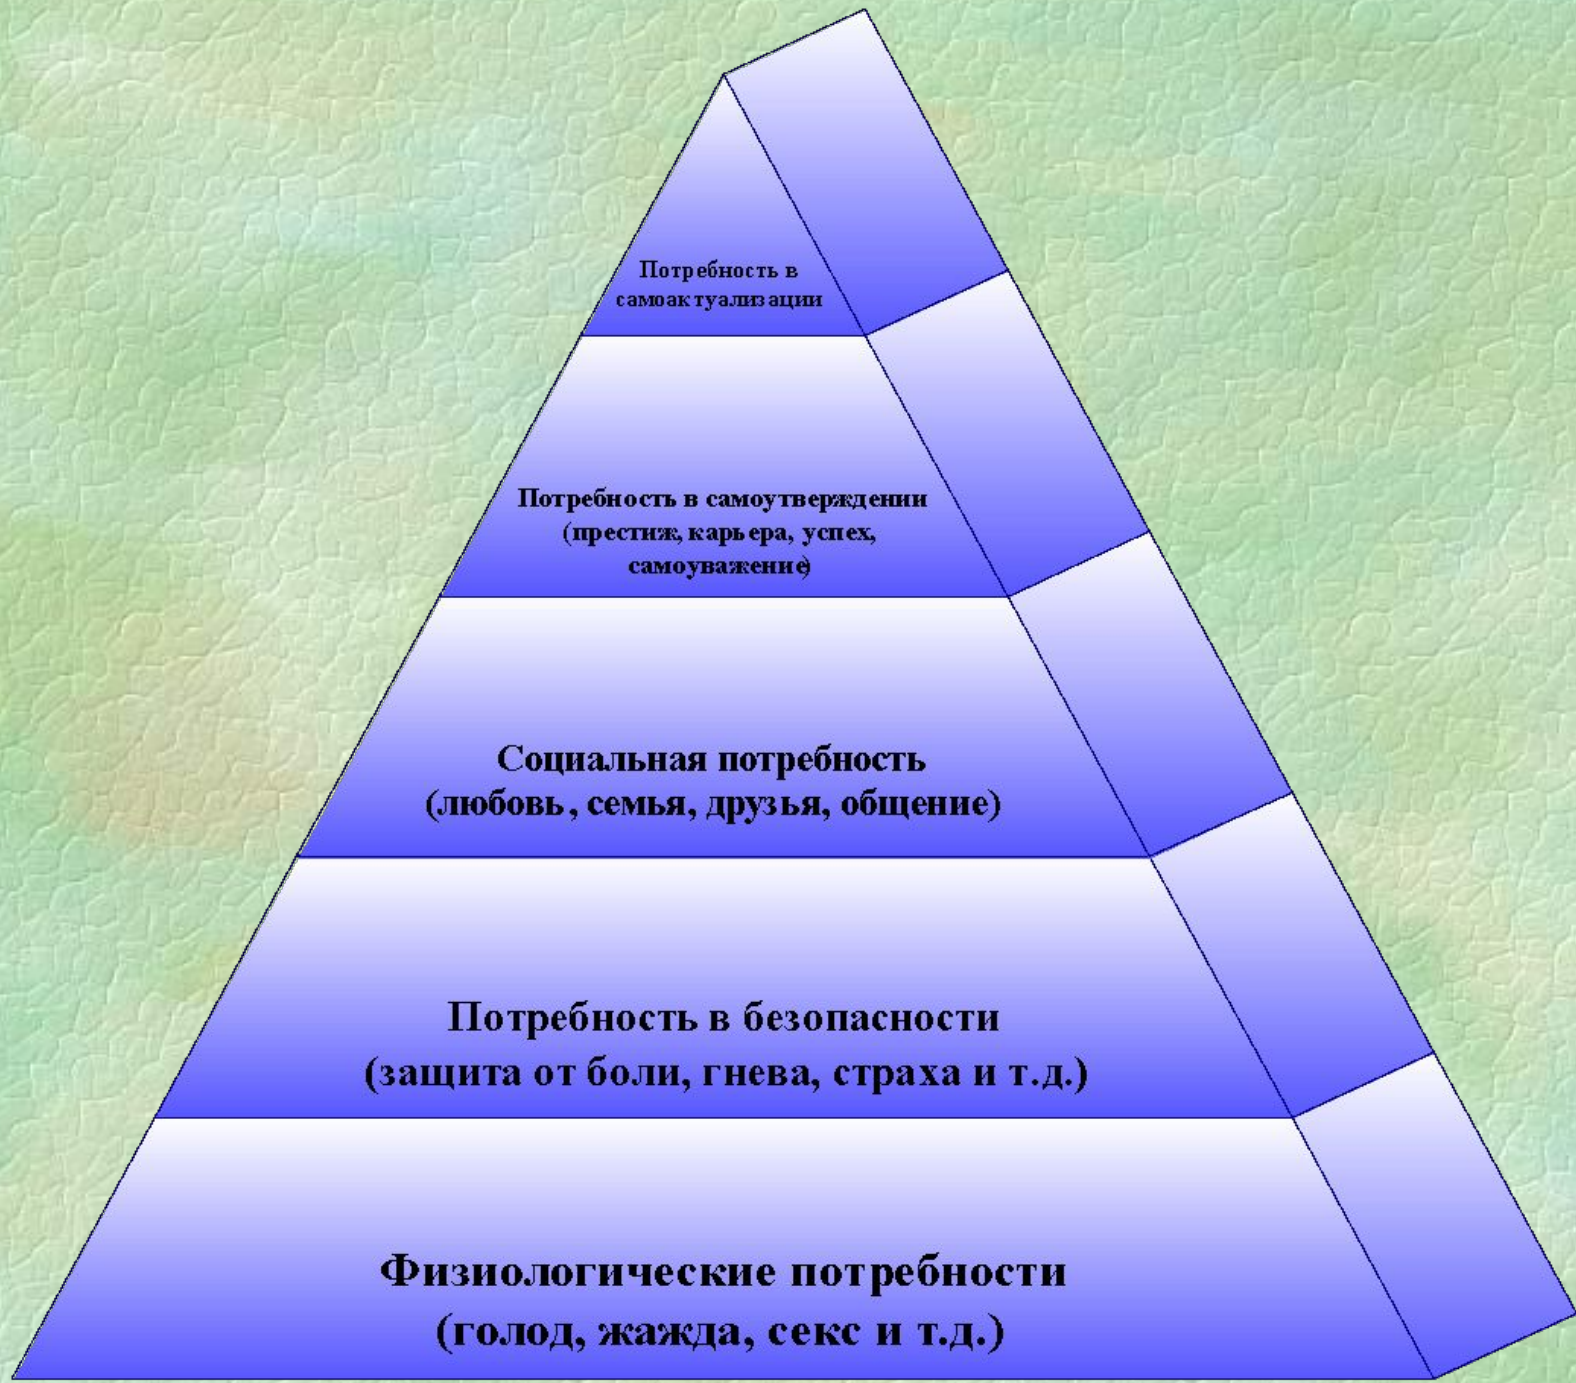 Потребность в
самоактуализации
Потребность в самоутверждении
(престиж, карьера, успех,
самоуважение)
Социальная потребность
(любовь, семья, друзья, общение)
Потребность в безопасности
(защита от боли, гнева, страха и т.д.)
Физиологические потребности
(голод, жажда, секс и т.д.)